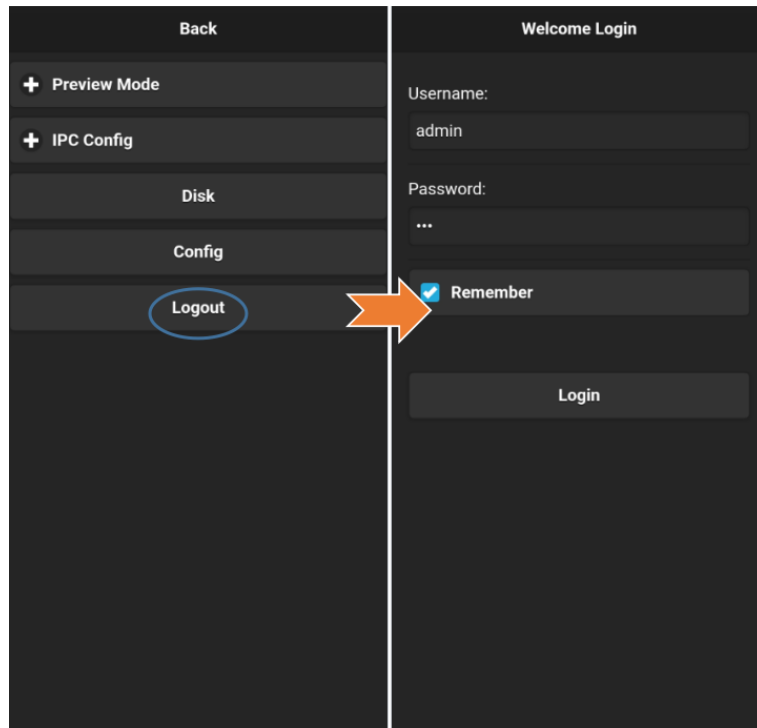 Back
Preview Mode
IPC Config
Disk
Config
Logout
Welcome Login
Username:
admin
Password:
•••
Remember
Login